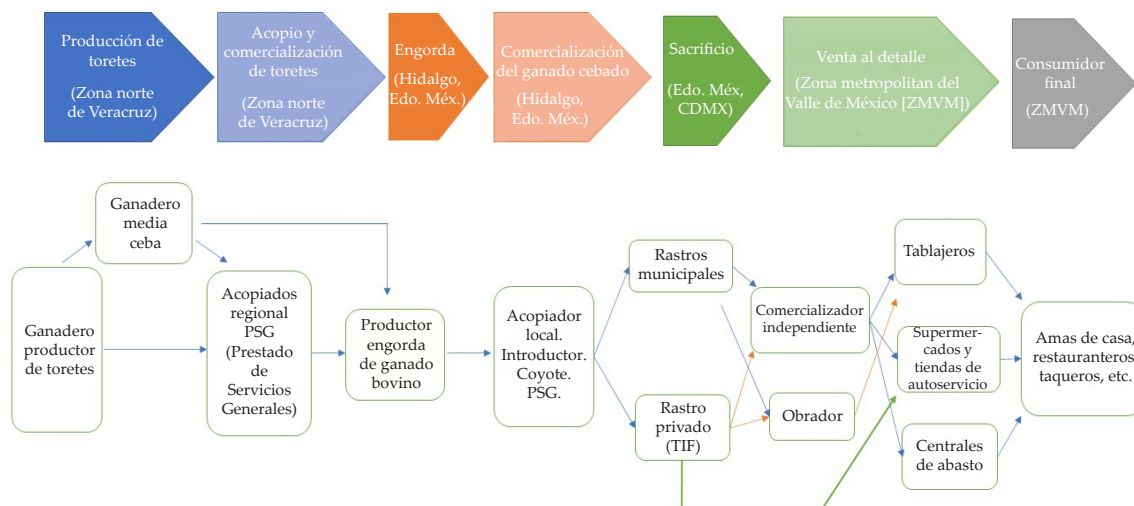 Producción de
toretes
(Zona norte
de Veracruz)
Acopio y
comercialización
de toretes
(Zona norte
de Veracruz)
Engorda
(Hidalgo,
Edo. Méx.)
Comercialización
del ganado cebado
(Hidalgo,
Edo. Méx.)
Sacrificio
(Edo. Méx,
CDMX)
Venta al detalle
(Zona metropolitan del
Valle de México [ZMVM])
Consumidor
final
(ZMVM)
Ganadero
media
ceba
Ganadero
productor
de toretes
Acopiados
regional
PSG
(Prestado
de
Servicios
Generales)
Productor
engorda
de ganado
bovino
Acopiador
local.
Introductor.
Coyote.
PSG.
Rastros
municipales
Rastro
privado
(TIF)
Comercializador
independiente
Obrador
Tablajeros
Supermer-
cados y
tiendas de
autoservicio
Centrales
de abasto
Amas de casa,
restauranteros,
taqueros, etc.